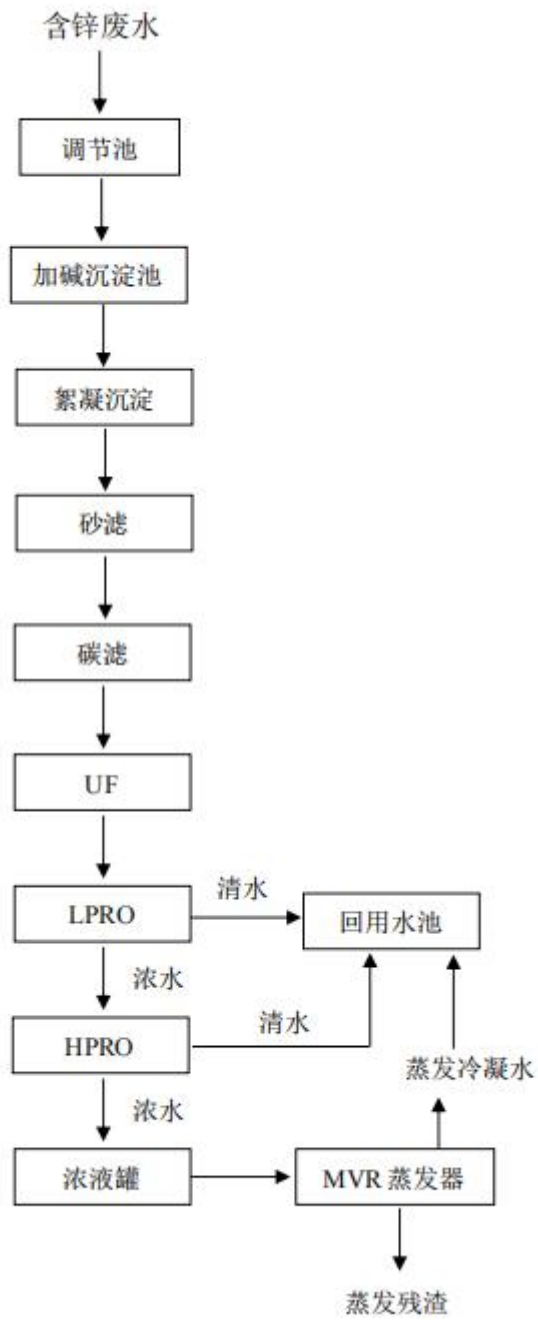 含锌废水
调节池
加碱沉淀池
絮凝沉淀
砂滤
碳滤
UF
LPRO
清水
回用水池
浓水
HPRO
清水
蒸发冷凝水
浓水
浓液罐
MVR 蒸发器
蒸发残渣